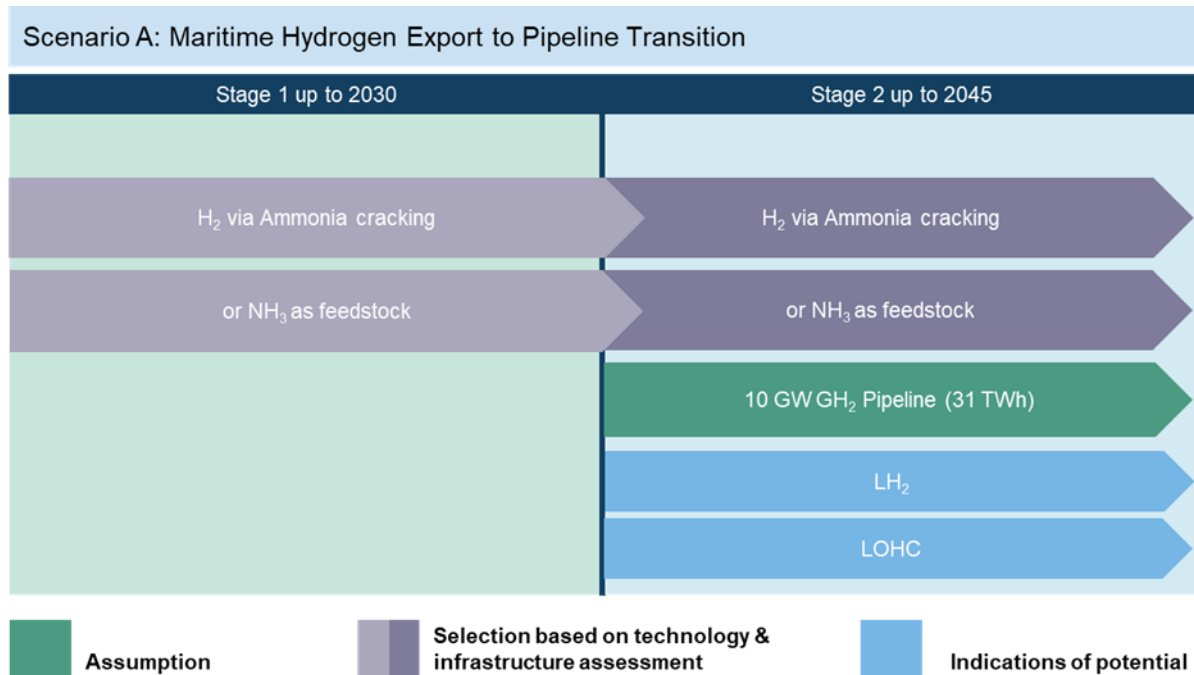 Scenario A: Maritime Hydrogen Export to Pipeline Transition
Stage 1 up to 2030
Stage 2 up to 2045
H₂ via Ammonia cracking
H₂ via Ammonia cracking
or NH₃ as feedstock
or NH₃ as feedstock
10 GW GH₂ Pipeline (31 TWh)
LH₂
LOHC
Assumption
Selection based on technology &
infrastructure assessment
Indications of potential